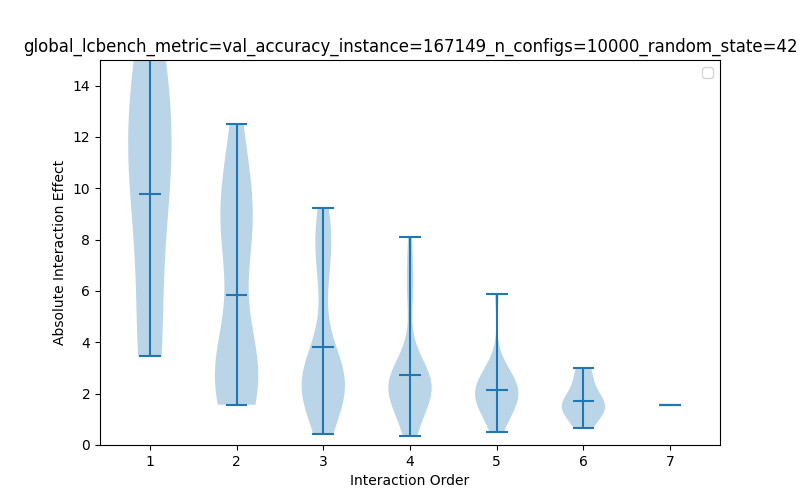 global_lcbench_metric=val_accuracy_instance=167149_n_configs=10000_random_state=42
14
12
10
8
6
4
2
0
Absolute Interaction Effect
1 2 3 4 5 6 7
Interaction Order